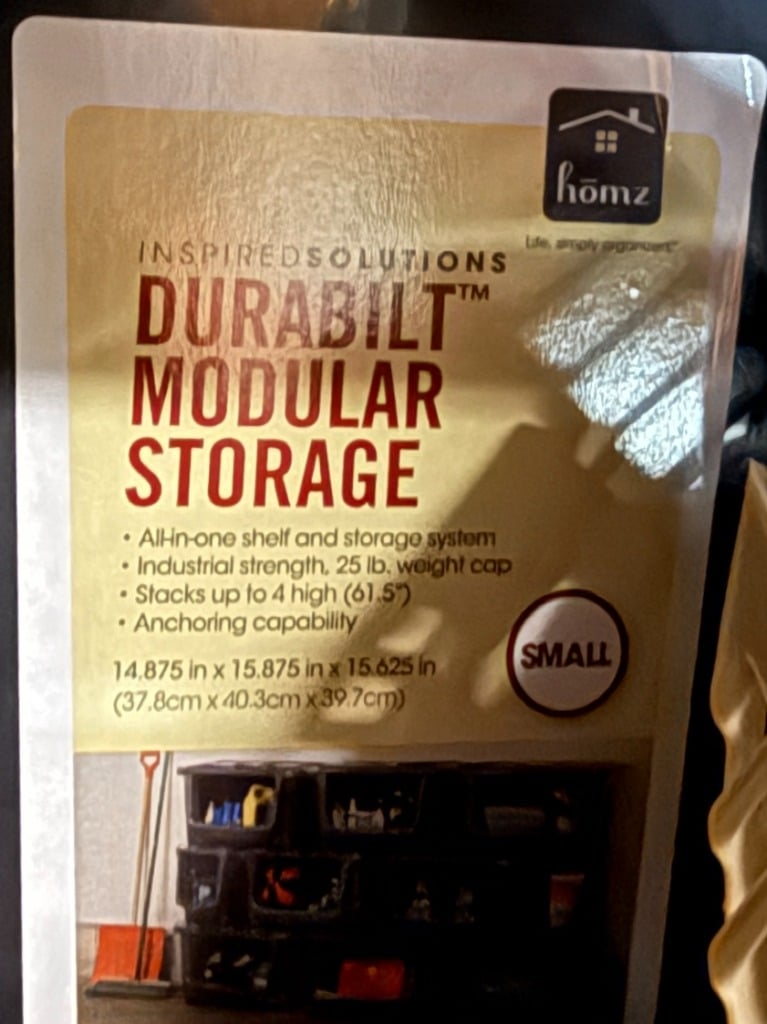 hōmz
Life, simply organized.™
INSPIREDSOLUTIONS
DURABILT™
MODULAR
STORAGE
• All-in-one shelf and storage system
• Industrial strength, 25 lb. weight cap
• Stacks up to 4 high (61.5")
• Anchoring capability
SMALL
14.875 in x 15.875 in x 15.625 in
(37.8cm x 40.3cm x 39.7cm)